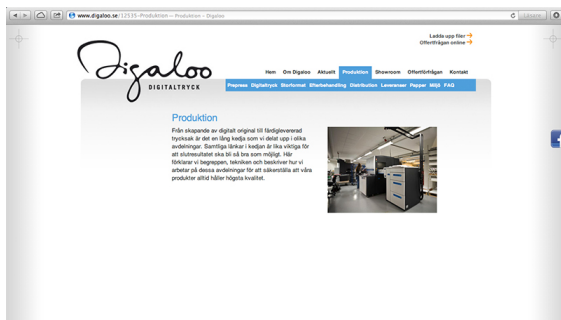 www.digaloo.se/12535-Produktion — Produktion – Digaloo
Läsare
Ladda upp filer
Offertfrågan online
Digaloo
DIGITALTRYCK
Hem Om Digaloo Aktuellt Produktion Showroom Offertförfrågan Kontakt
Prepress Digitaltryck Storformat Efterbehandling Distribution Leveranser Papper Miljö FAQ
Produktion
Från skapande av digitalt original till färdiglevererad
trycksak är det en lång kedja som vi delat upp i olika
avdelningar. Samtliga länkar i kedjan är lika viktiga för
att slutresultatet ska bli så bra som möjligt. Här
förklarar vi begreppen, tekniken och beskriver hur vi
arbetar på dessa avdelningar för att säkerställa att våra
produkter alltid håller högsta kvalitet.